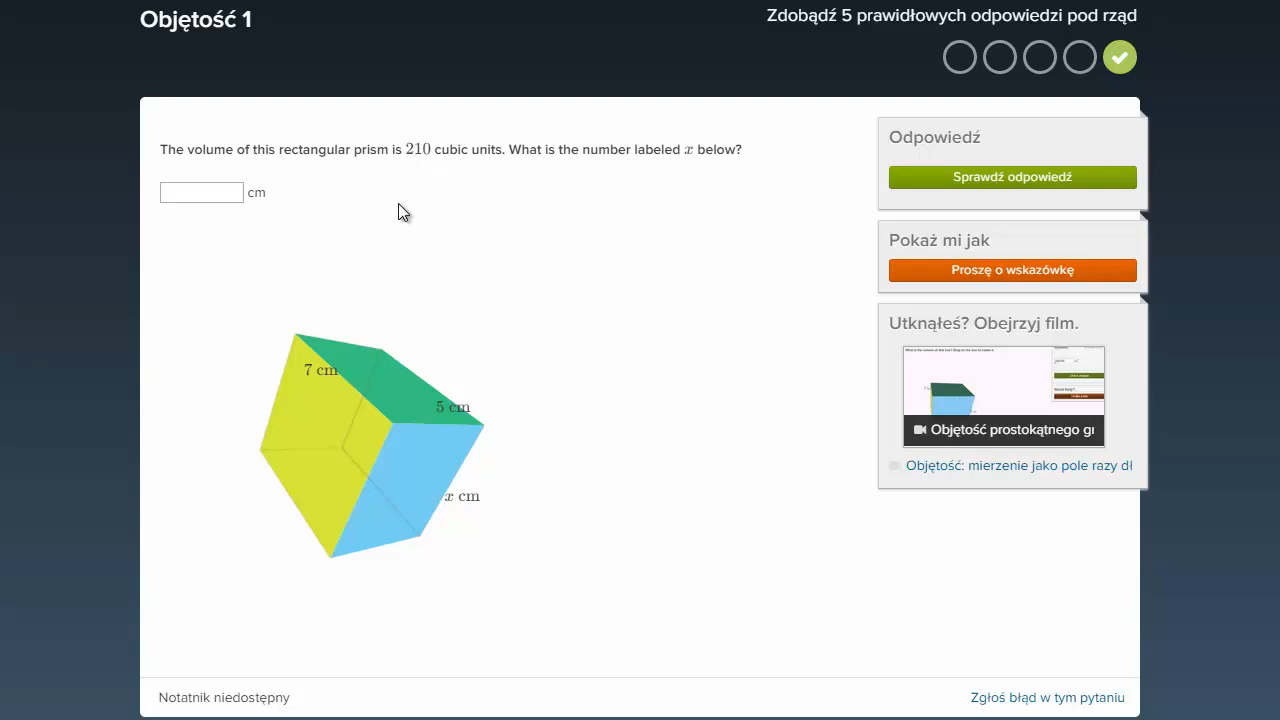 Objętość 1
Zdobądź 5 prawidłowych odpowiedzi pod rząd
The volume of this rectangular prism is 210 cubic units. What is the number labeled x below?
cm
7 cm
5 cm
x cm
Odpowiedź
Sprawdź odpowiedź
Pokaż mi jak
Proszę o wskazówkę
Utknąłeś? Obejrzyj film.
Objętość prostokątnego gr
Objętość: mierzenie jako pole razy dł
Notatnik niedostępny
Zgłoś błąd w tym pytaniu